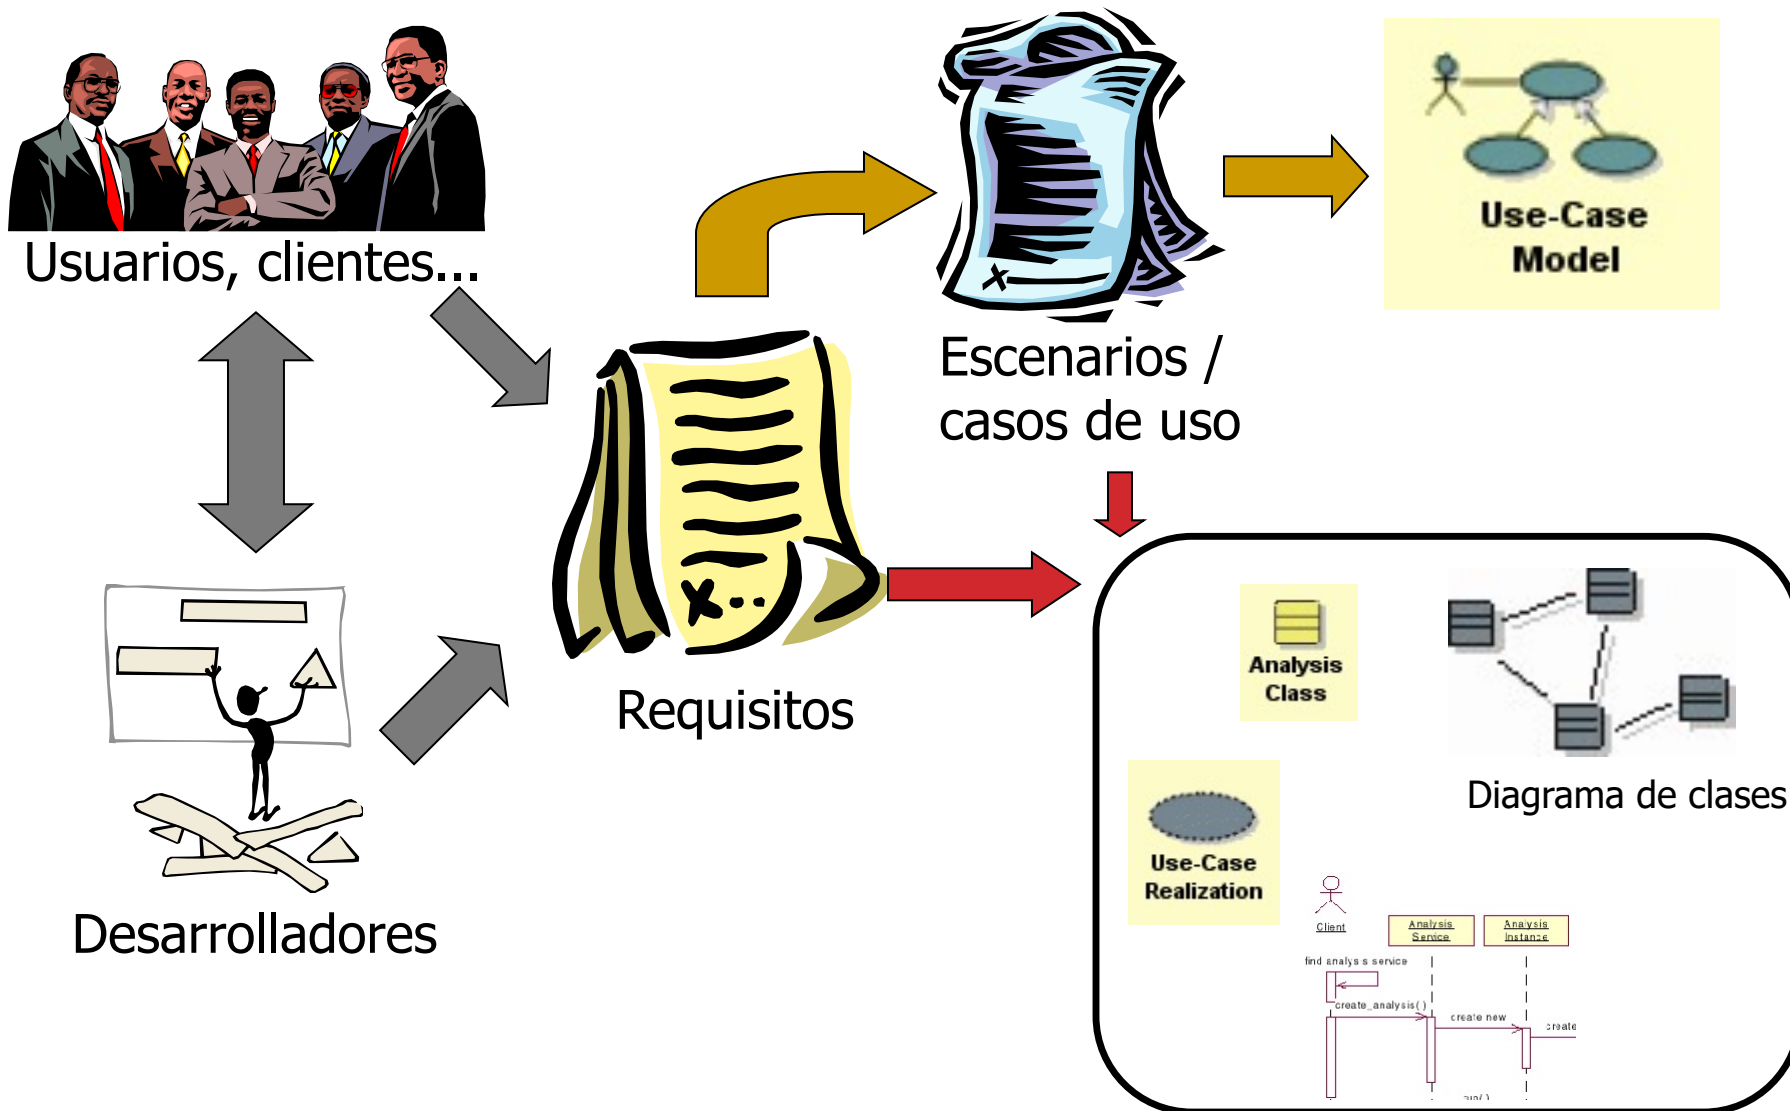 Usuarios, clientes...
Use-Case
Model
Escenarios /
casos de uso
Requisitos
Desarrolladores
Analysis
Class
Diagrama de clases
Use-Case
Realization
Client
Analysis
Service
Analysis
Instance
find analysis service
create_analysis()
create new
create